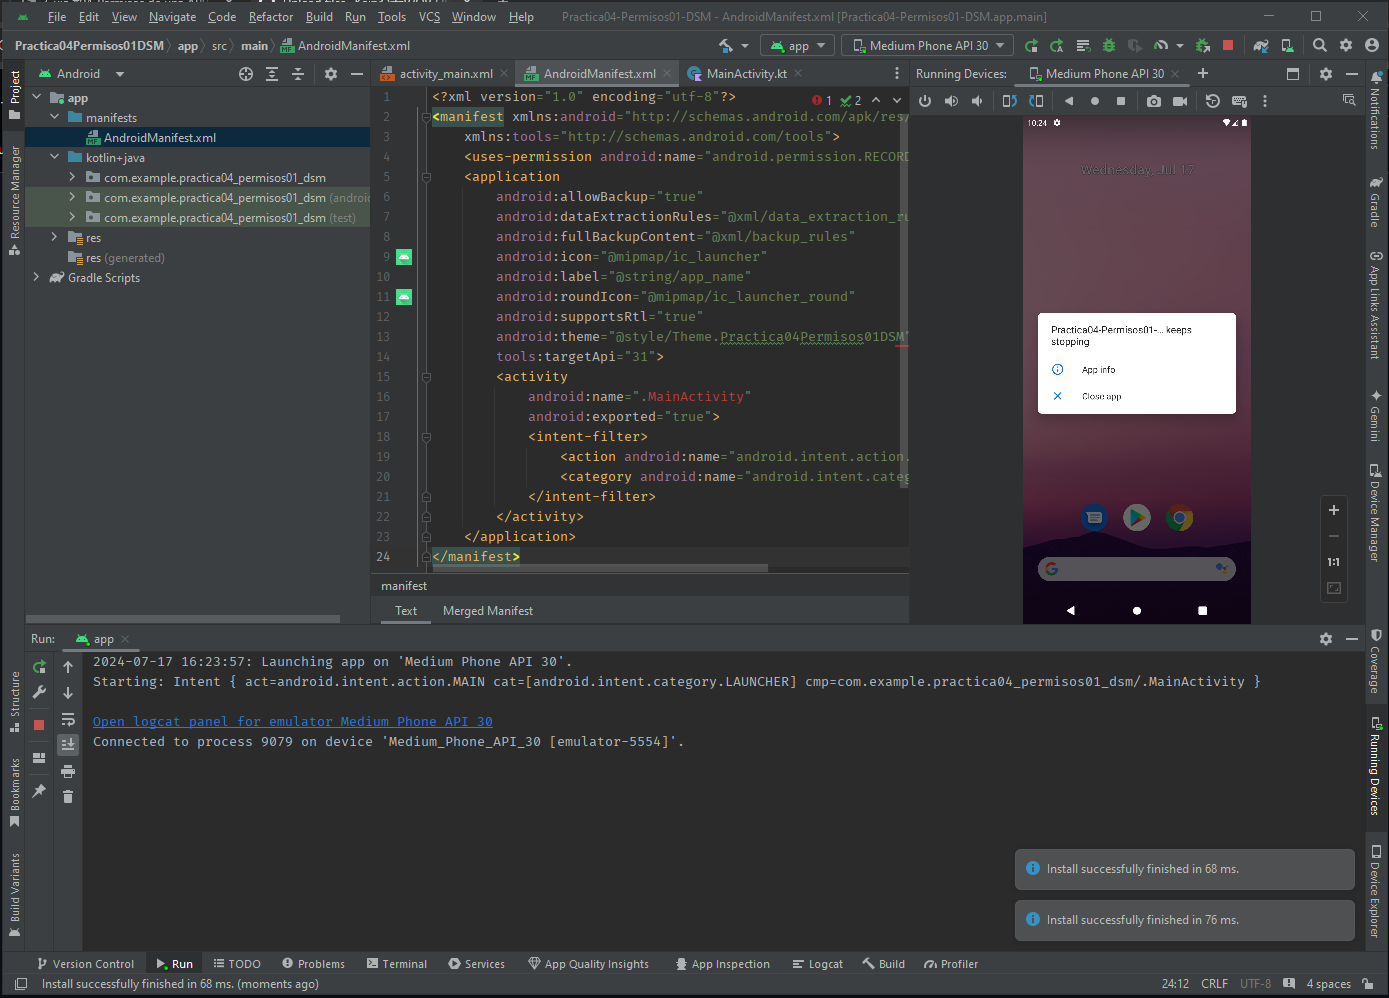 File Edit View Navigate Code Refactor Build Run Tools VCS Window Help Practica04-Permisos01-DSM - AndroidManifest.xml [Practica04-Permisos01-DSM.app.main]
Practica04Permisos01DSM app src main AndroidManifest.xml app Medium Phone API 30
Project
Android
app
manifests
AndroidManifest.xml
kotlin+java
com.example.practica04_permisos01_dsm
com.example.practica04_permisos01_dsm (androi
com.example.practica04_permisos01_dsm (test)
res
res (generated)
Gradle Scripts
Resource Manager
activity_main.xml AndroidManifest.xml MainActivity.kt
1 2
1 <?xml version="1.0" encoding="utf-8"?>
2 <manifest xmlns:android="http://schemas.android.com/apk/res/
3 xmlns:tools="http://schemas.android.com/tools">
4 <uses-permission android:name="android.permission.RECORD
5 <application
6 android:allowBackup="true"
7 android:dataExtractionRules="@xml/data_extraction_ru
8 android:fullBackupContent="@xml/backup_rules"
9 android:icon="@mipmap/ic_launcher"
10 android:label="@string/app_name"
11 android:roundIcon="@mipmap/ic_launcher_round"
12 android:supportsRtl="true"
13 android:theme="@style/Theme.Practica04Permisos01DSM"
14 tools:targetApi="31">
15 <activity
16 android:name=".MainActivity"
17 android:exported="true">
18 <intent-filter>
19 <action android:name="android.intent.action.
20 <category android:name="android.intent.categ
21 </intent-filter>
22 </activity>
23 </application>
24 </manifest>
manifest
Text Merged Manifest
Running Devices: Medium Phone API 30
10:24
Wednesday, Jul 17
Practica04-Permisos01-... keeps
stopping
App info
Close app
1:1
Notifications
Gradle
App Links Assistant
Gemini
Device Manager
Coverage
Running Devices
Device Explorer
Run: app
2024-07-17 16:23:57: Launching app on 'Medium Phone API 30'.
Starting: Intent { act=android.intent.action.MAIN cat=[android.intent.category.LAUNCHER] cmp=com.example.practica04_permisos01_dsm/.MainActivity }
Open logcat panel for emulator Medium Phone API 30
Connected to process 9079 on device 'Medium_Phone_API_30 [emulator-5554]'.
Structure
Bookmarks
Build Variants
Install successfully finished in 68 ms.
Install successfully finished in 76 ms.
Version Control Run TODO Problems Terminal Services App Quality Insights App Inspection Logcat Build Profiler
Install successfully finished in 68 ms. (moments ago) 24:12 CRLF UTF-8 4 spaces